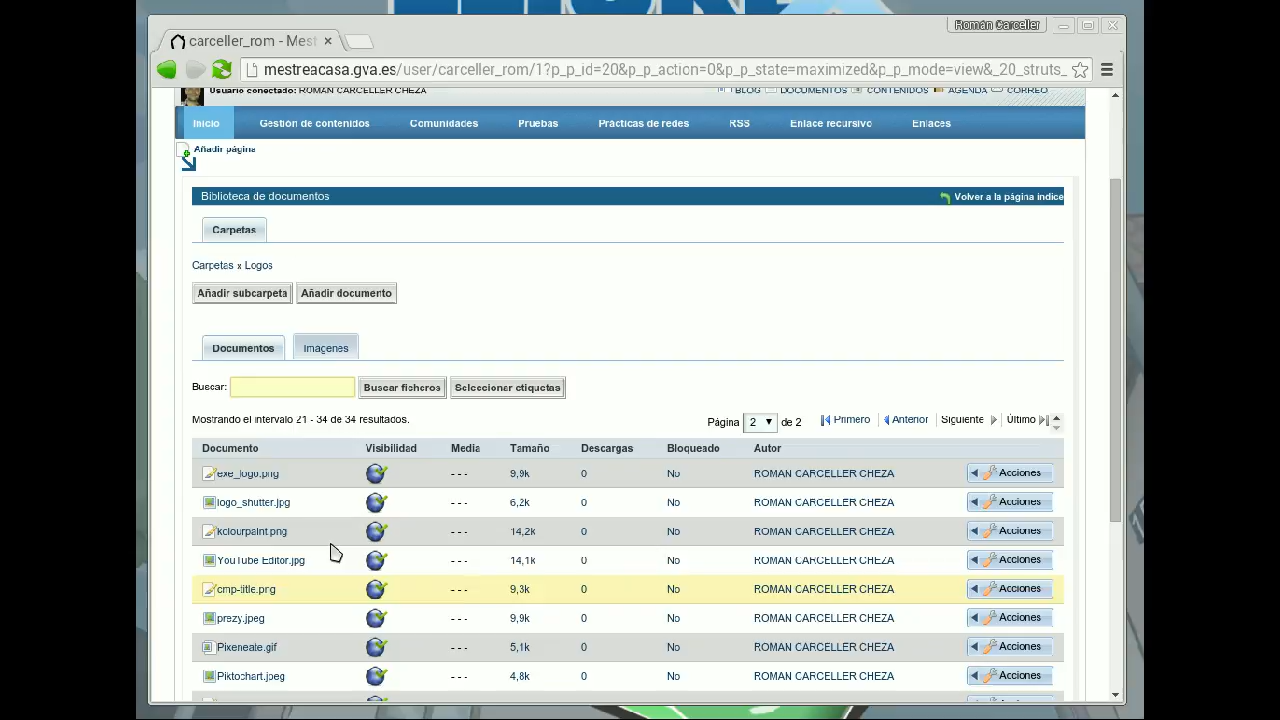 Román Carceller
carceller_rom - Mest
mestreacasa.gva.es/user/carceller_rom/1?p_p_id=20&p_p_action=0&p_p_state=maximized&p_p_mode=view&_20_struts_
Usuario conectado: ROMAN CARCELLER CHEZA BLOG DOCUMENTOS CONTENIDOS AGENDA CORREO
Inicio Gestión de contenidos Comunidades Pruebas Prácticas de redes RSS Enlace recursivo Enlaces
Añadir página
Biblioteca de documentos Volver a la página índice
Carpetas
Carpetas » Logos
Añadir subcarpeta Añadir documento
Documentos Imágenes
Buscar: Buscar ficheros Seleccionar etiquetas
Mostrando el intervalo 21 - 34 de 34 resultados. Página 2 de 2 Primero Anterior Siguiente Último
Documento Visibilidad Media Tamaño Descargas Bloqueado Autor
exe_logo.png --- 9,9k 0 No ROMAN CARCELLER CHEZA Acciones
logo_shutter.jpg --- 6,2k 0 No ROMAN CARCELLER CHEZA Acciones
kolourpaint.png --- 14,2k 0 No ROMAN CARCELLER CHEZA Acciones
YouTube Editor.jpg --- 14,1k 0 No ROMAN CARCELLER CHEZA Acciones
cmp-title.png --- 9,3k 0 No ROMAN CARCELLER CHEZA Acciones
prezy.jpeg --- 9,9k 0 No ROMAN CARCELLER CHEZA Acciones
Pixeneate.gif --- 5,1k 0 No ROMAN CARCELLER CHEZA Acciones
Piktochart.jpeg --- 4,8k 0 No ROMAN CARCELLER CHEZA Acciones